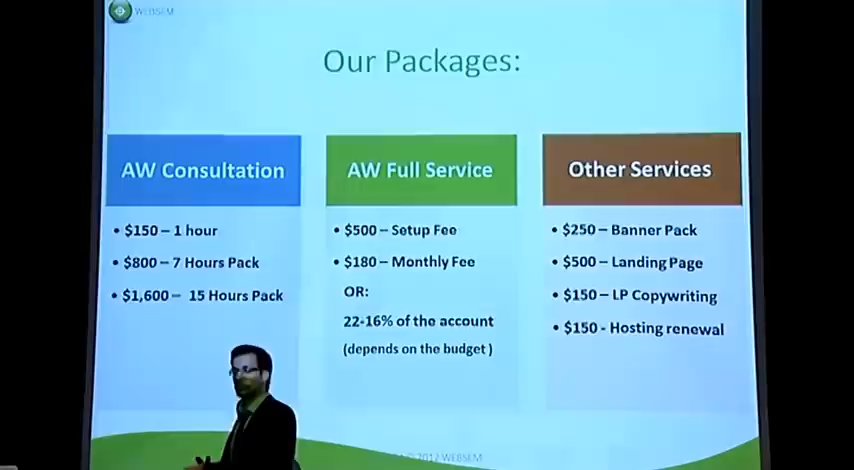 WEBSEM
Our Packages:
AW Consultation
• $150 – 1 hour
• $800 – 7 Hours Pack
• $1,600 – 15 Hours Pack
AW Full Service
• $500 – Setup Fee
• $180 – Monthly Fee
OR:
22-16% of the account
(depends on the budget )
Other Services
• $250 – Banner Pack
• $500 – Landing Page
• $150 – LP Copywriting
• $150 - Hosting renewal
© 2012 WEBSEM